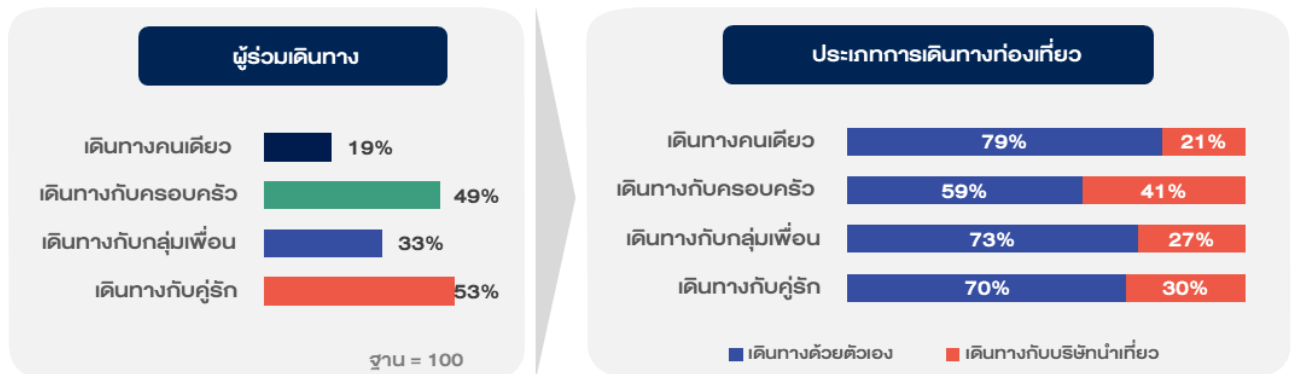 ผู้ร่วมเดินทาง
เดินทางคนเดียว 19%
เดินทางกับครอบครัว 49%
เดินทางกับกลุ่มเพื่อน 33%
เดินทางกับคู่รัก 53%
ฐาน = 100
ประเภทการเดินทางท่องเที่ยว
เดินทางคนเดียว 79% 21%
เดินทางกับครอบครัว 59% 41%
เดินทางกับกลุ่มเพื่อน 73% 27%
เดินทางกับคู่รัก 70% 30%
เดินทางด้วยตัวเอง เดินทางกับบริษัทนำเที่ยว